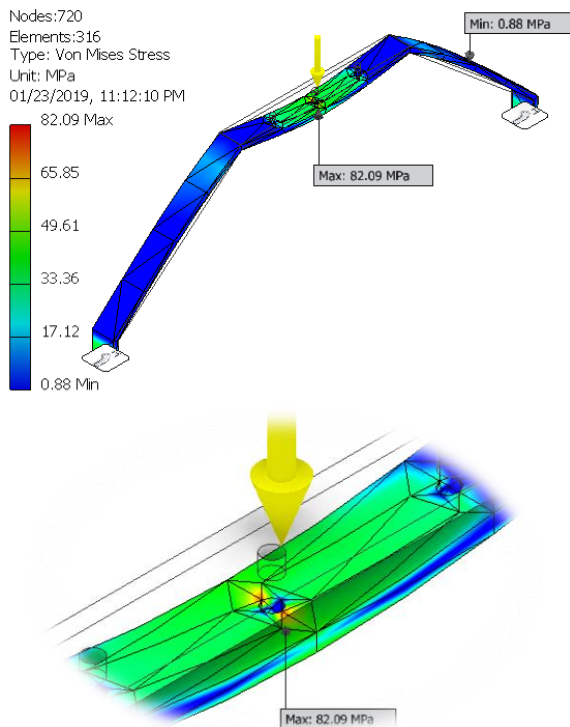 Nodes:720
Elements:316
Type: Von Mises Stress
Unit: MPa
01/23/2019, 11:12:10 PM
82.09 Max
65.85
49.61
33.36
17.12
0.88 Min
Min: 0.88 MPa
Max: 82.09 MPa
Max: 82.09 MPa